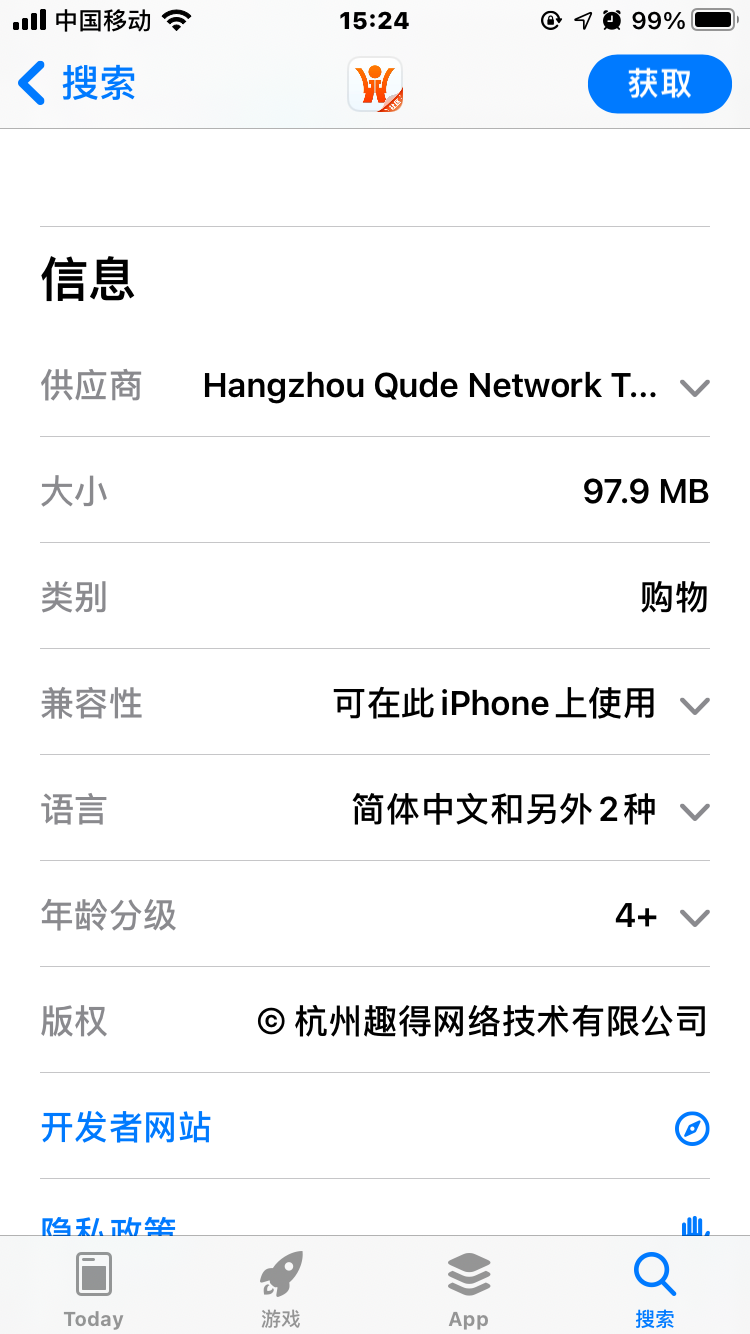 中国移动 15:24 99%
搜索 获取
信息
供应商 Hangzhou Qude Network T...
大小 97.9 MB
类别 购物
兼容性 可在此 iPhone 上使用
语言 简体中文和另外 2 种
年龄分级 4+
版权 © 杭州趣得网络技术有限公司
开发者网站
隐私政策
Today 游戏 App 搜索